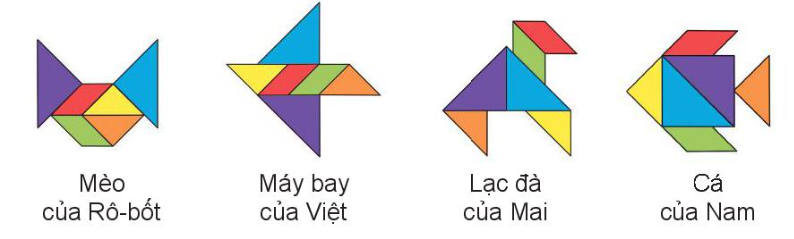 Mèo
của Rô-bốt
Máy bay
của Việt
Lạc đà
của Mai
Cá
của Nam